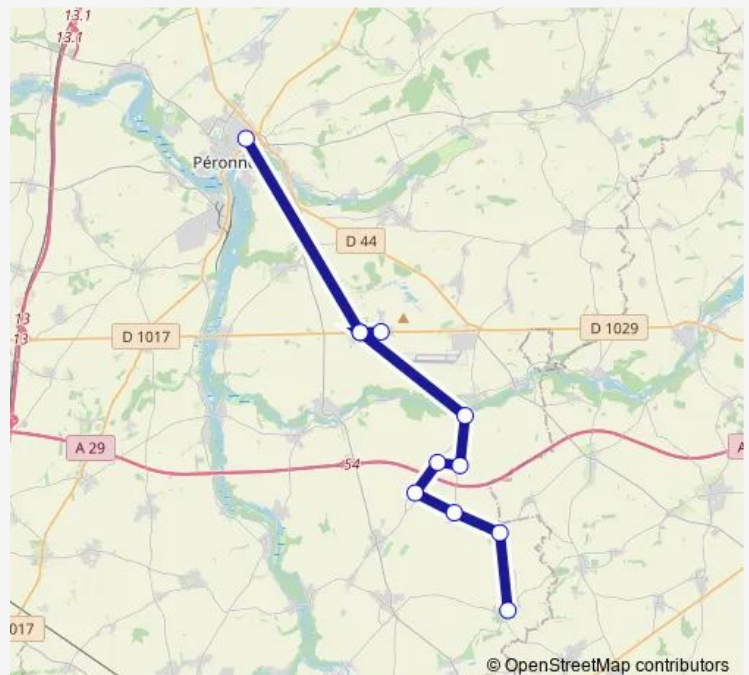 13.1
13.1
Péronn
D 44
13
13
D 1017
D 1029
A 29
54
A
017
© OpenStreetMap contributors